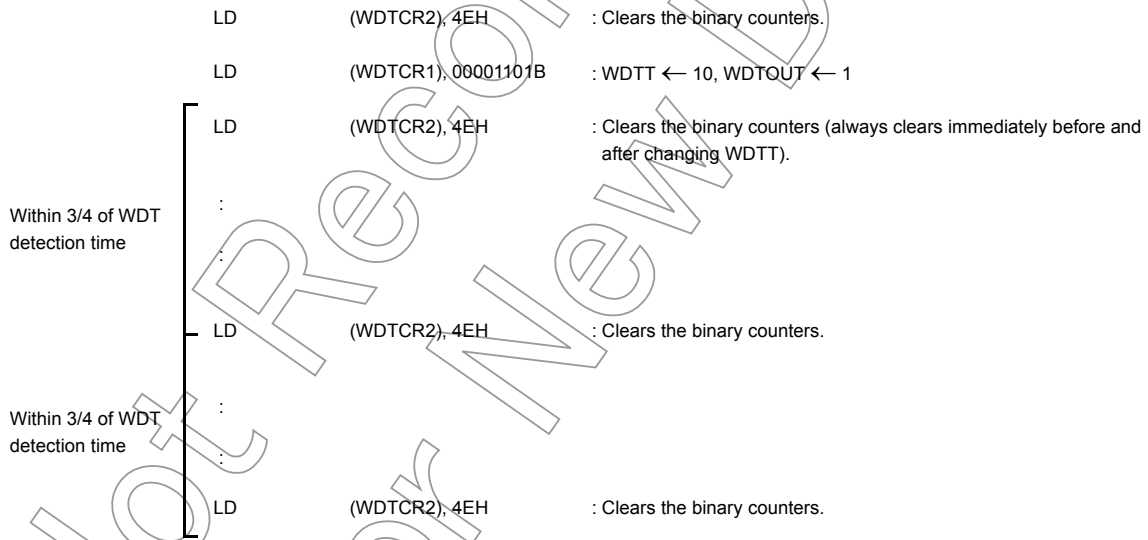 LD (WDTCR2), 4EH : Clears the binary counters.
LD (WDTCR1), 00001101B : WDTT ← 10, WDTOUT ← 1
LD (WDTCR2), 4EH : Clears the binary counters (always clears immediately before and
after changing WDTT).
Within 3/4 of WDT :
detection time
:
LD (WDTCR2), 4EH : Clears the binary counters.
Within 3/4 of WDT :
detection time
:
LD (WDTCR2), 4EH : Clears the binary counters.